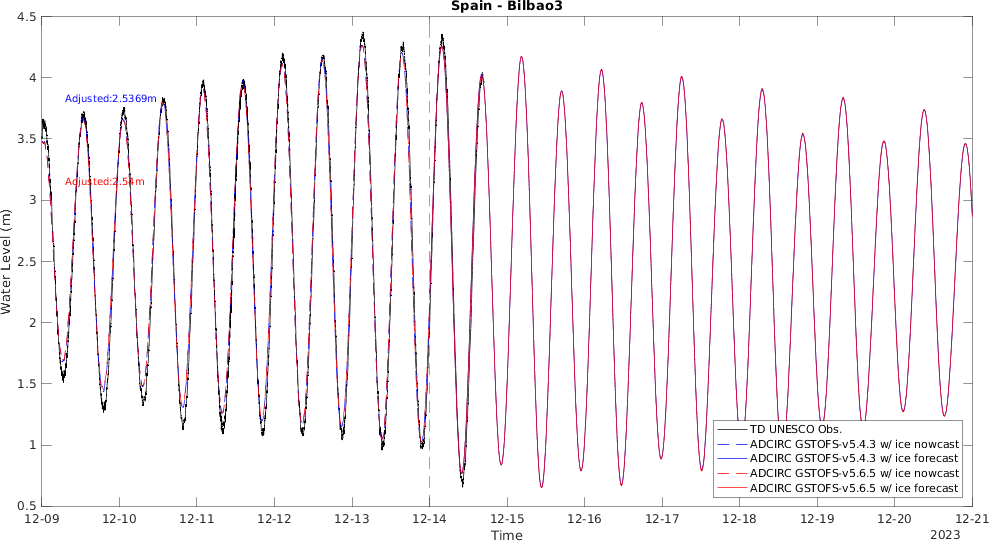 Spain - Bilbao3
4.5
4
3.5
3
2.5
2
1.5
1
0.5
Water Level (m)
Adjusted:2.5369m
Adjusted:2.54m
TD UNESCO Obs.
ADCIRC GSTOFS-v5.4.3 w/ ice nowcast
ADCIRC GSTOFS-v5.4.3 w/ ice forecast
ADCIRC GSTOFS-v5.6.5 w/ ice nowcast
ADCIRC GSTOFS-v5.6.5 w/ ice forecast
12-09 12-10 12-11 12-12 12-13 12-14 12-15 12-16 12-17 12-18 12-19 12-20 12-21
Time
2023